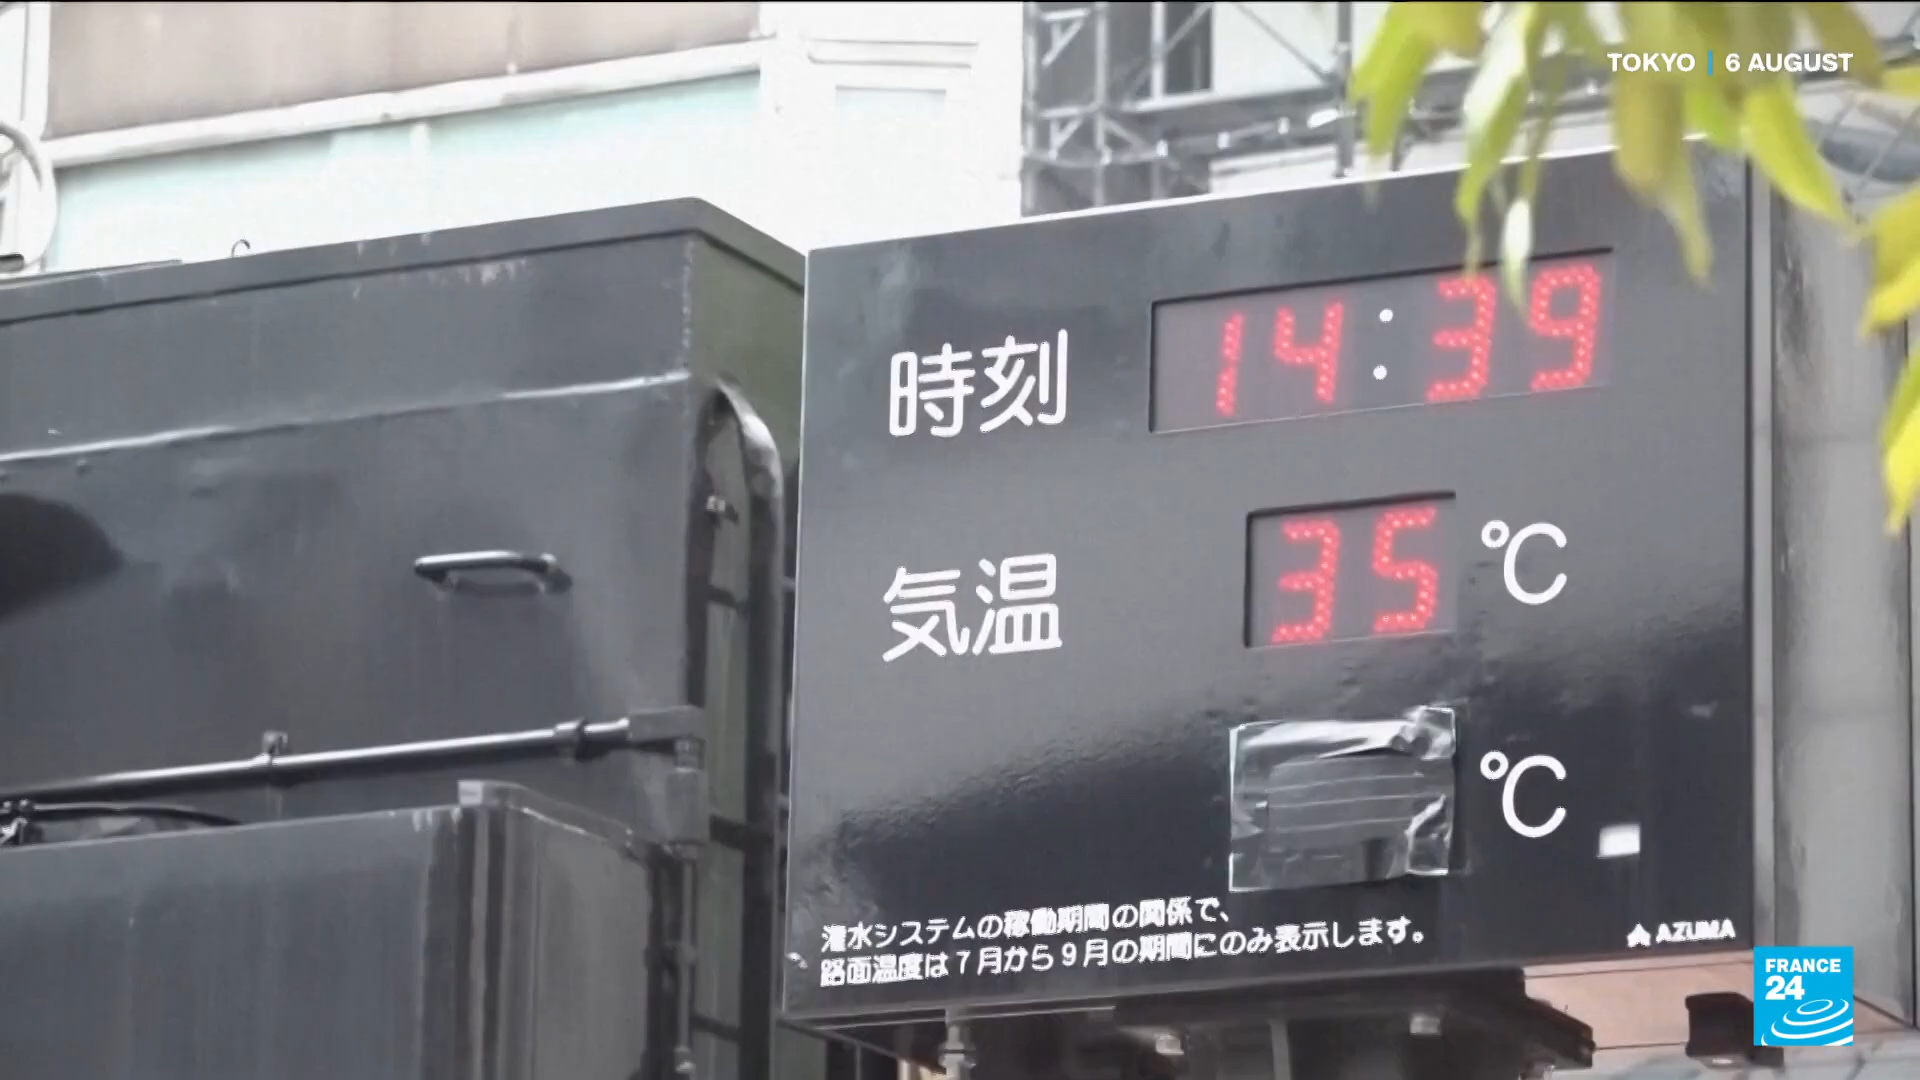 TOKYO | 6 AUGUST
時刻 14:39
気温 35 ℃
℃
潅水システムの稼働期間の関係で、
路面温度は7月から9月の期間にのみ表示します。
AZUMA
FRANCE
24